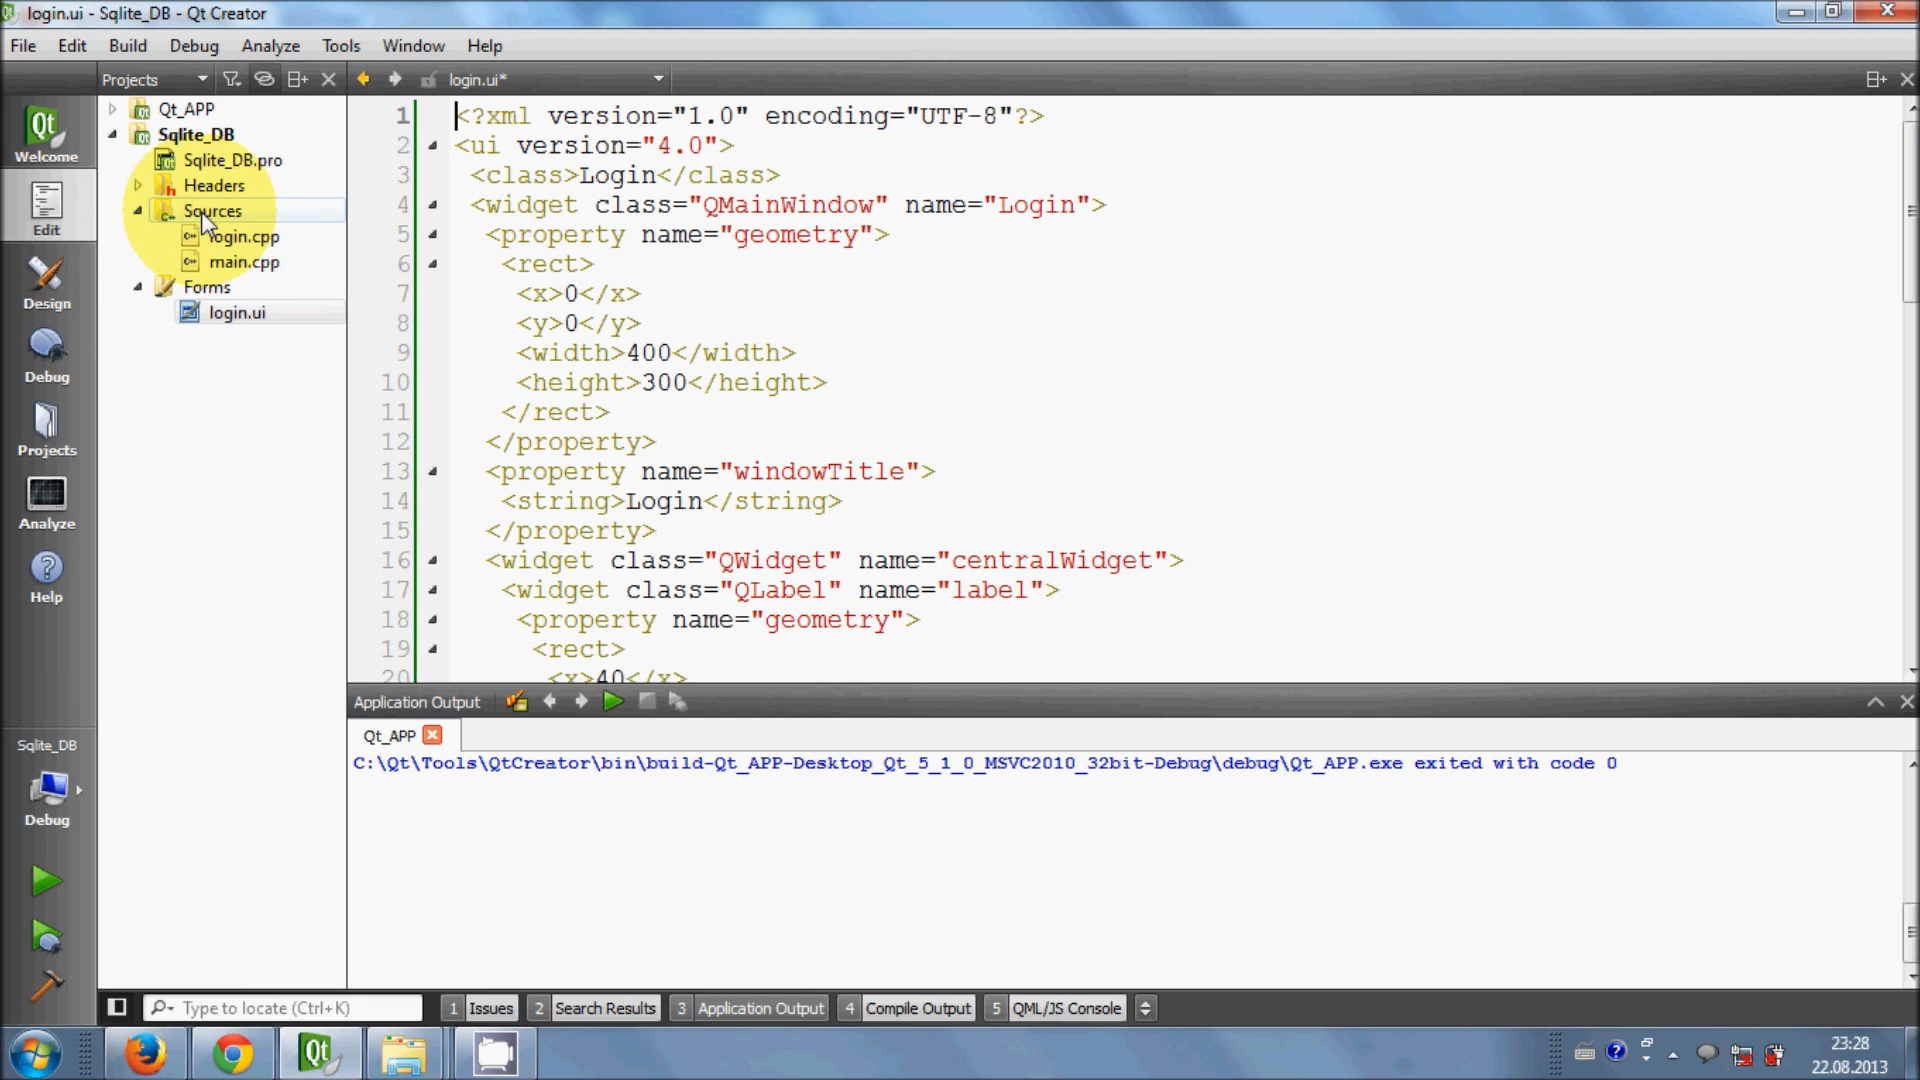 login.ui - Sqlite_DB - Qt Creator
File Edit Build Debug Analyze Tools Window Help
Projects login.ui*
Qt_APP
Sqlite_DB
Sqlite_DB.pro
Headers
Sources
login.cpp
main.cpp
Forms
login.ui
Welcome
Edit
Design
Debug
Projects
Analyze
Help
Sqlite_DB
Debug
1 <?xml version="1.0" encoding="UTF-8"?>
2 <ui version="4.0">
3 <class>Login</class>
4 <widget class="QMainWindow" name="Login">
5 <property name="geometry">
6 <rect>
7 <x>0</x>
8 <y>0</y>
9 <width>400</width>
10 <height>300</height>
11 </rect>
12 </property>
13 <property name="windowTitle">
14 <string>Login</string>
15 </property>
16 <widget class="QWidget" name="centralWidget">
17 <widget class="QLabel" name="label">
18 <property name="geometry">
19 <rect>
20 <x>40</x>
Application Output
Qt_APP
C:\Qt\Tools\QtCreator\bin\build-Qt_APP-Desktop_Qt_5_1_0_MSVC2010_32bit-Debug\debug\Qt_APP.exe exited with code 0
Type to locate (Ctrl+K) 1 Issues 2 Search Results 3 Application Output 4 Compile Output 5 QML/JS Console
23:28
22.08.2013